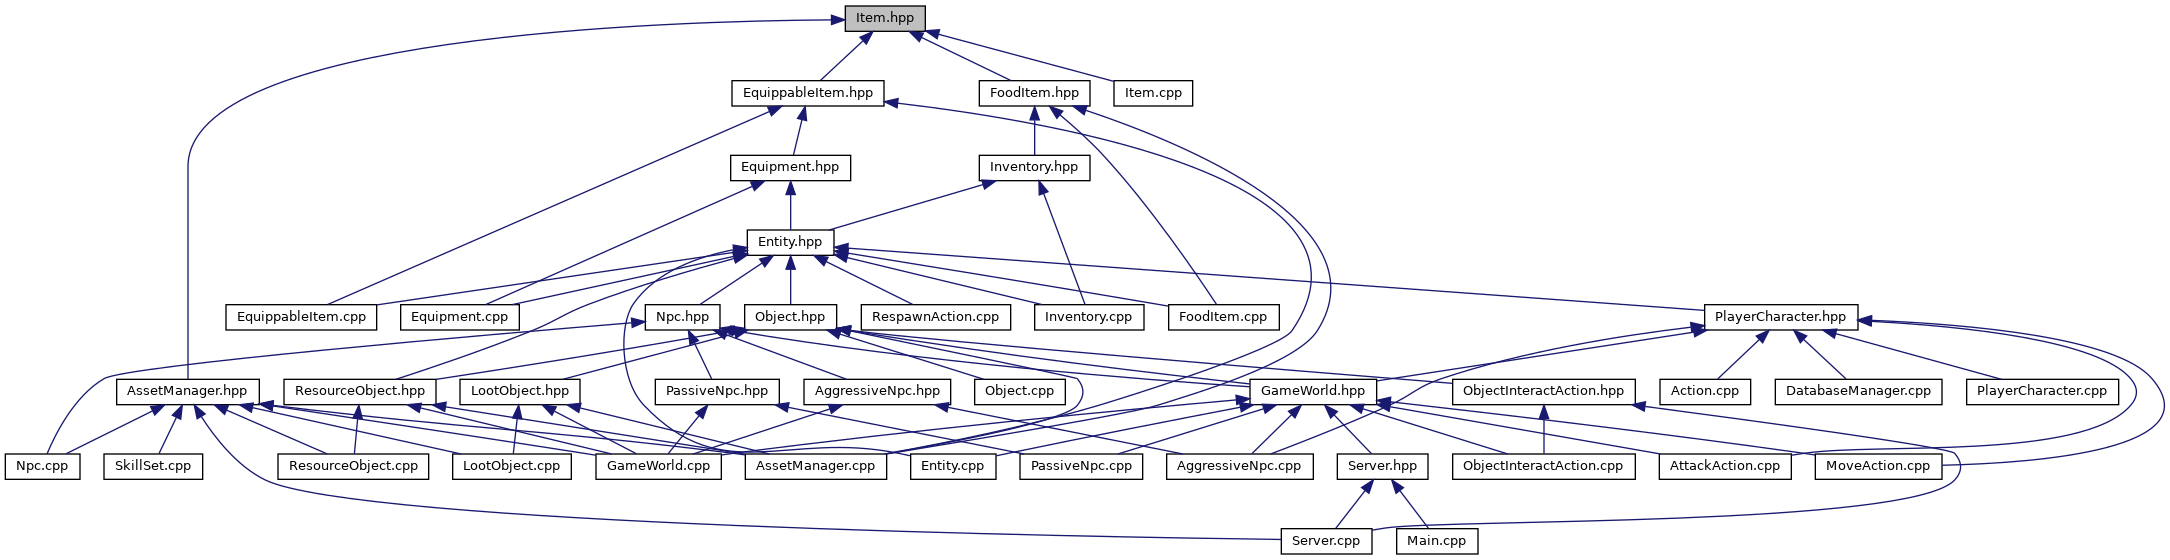 Item.hpp
EquippableItem.hpp
FoodItem.hpp
Item.cpp
Equipment.hpp
Inventory.hpp
Entity.hpp
EquippableItem.cpp
Equipment.cpp
Npc.hpp
Object.hpp
RespawnAction.cpp
Inventory.cpp
FoodItem.cpp
PlayerCharacter.hpp
AssetManager.hpp
ResourceObject.hpp
LootObject.hpp
PassiveNpc.hpp
AggressiveNpc.hpp
Object.cpp
GameWorld.hpp
ObjectInteractAction.hpp
Action.cpp
DatabaseManager.cpp
PlayerCharacter.cpp
Npc.cpp
SkillSet.cpp
ResourceObject.cpp
LootObject.cpp
GameWorld.cpp
AssetManager.cpp
Entity.cpp
PassiveNpc.cpp
AggressiveNpc.cpp
Server.hpp
ObjectInteractAction.cpp
AttackAction.cpp
MoveAction.cpp
Server.cpp
Main.cpp